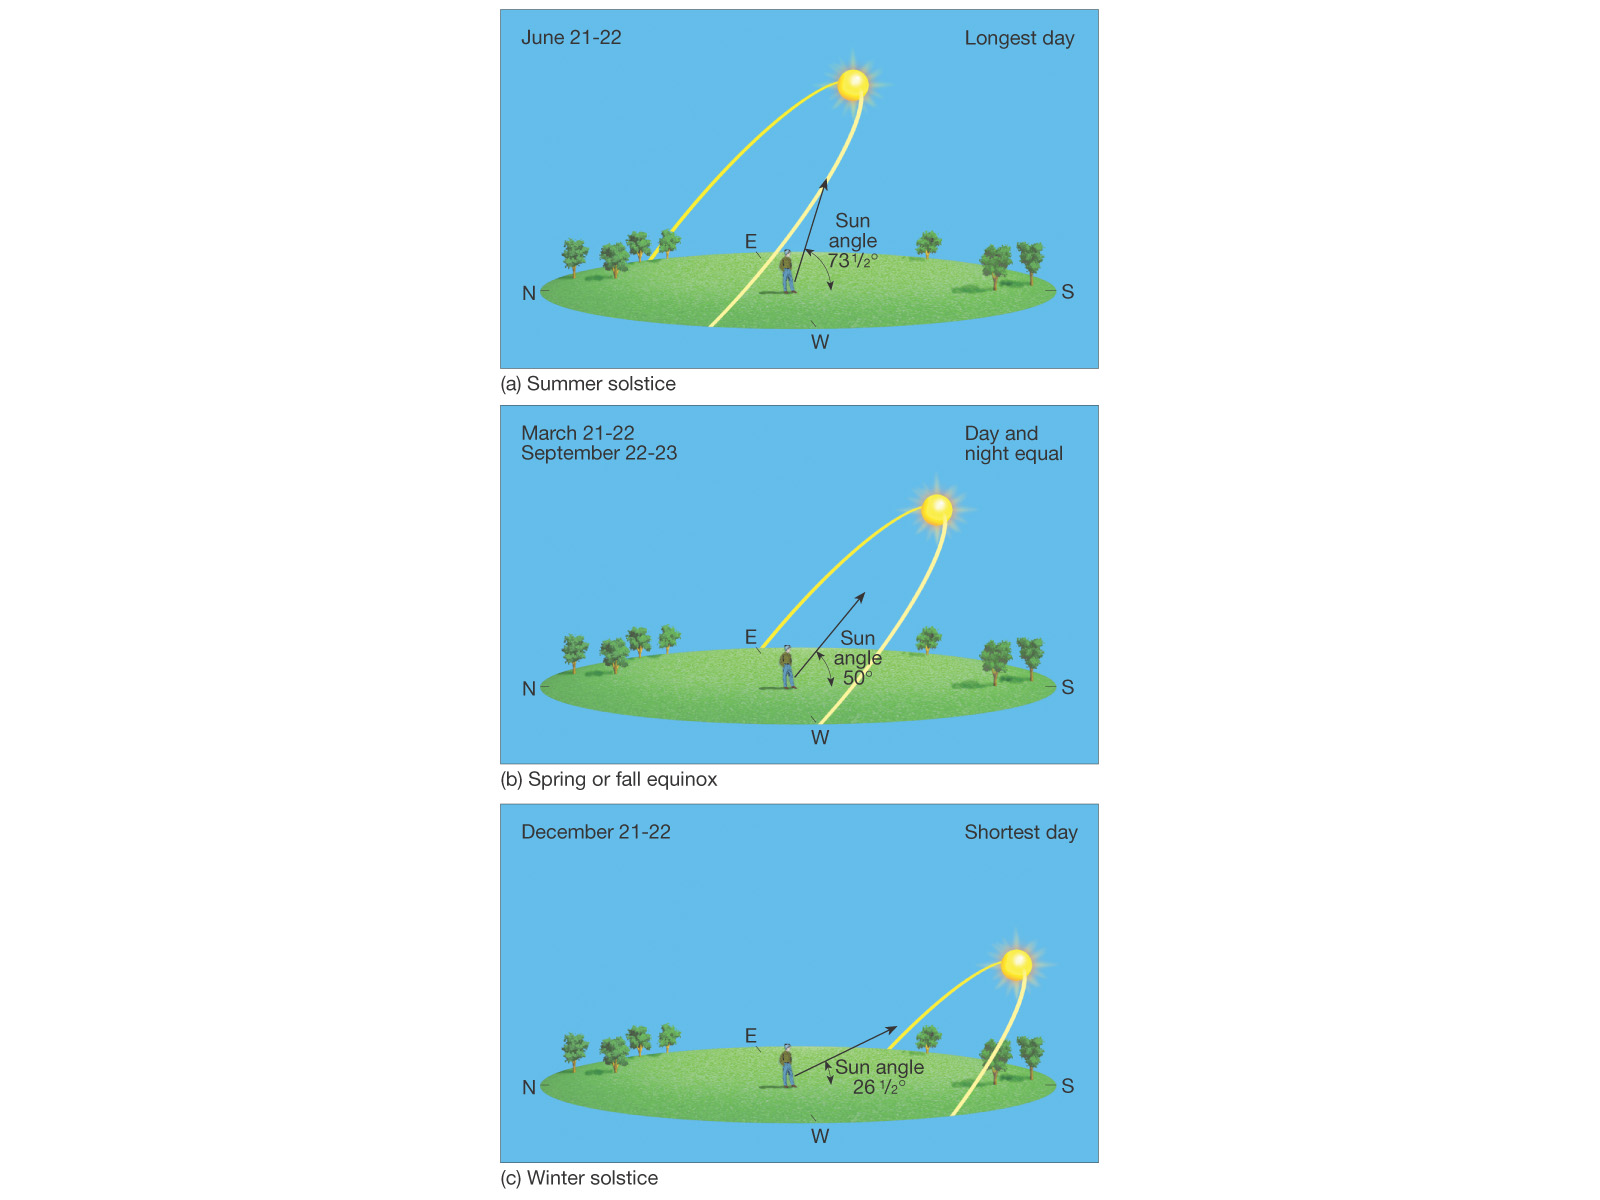 June 21-22
Longest day
E
Sun
angle
73 1/2°
N
S
W
(a) Summer solstice
March 21-22
September 22-23
Day and
night equal
E
Sun
angle
50°
N
S
W
(b) Spring or fall equinox
December 21-22
Shortest day
E
Sun angle
26 1/2°
N
S
W
(c) Winter solstice